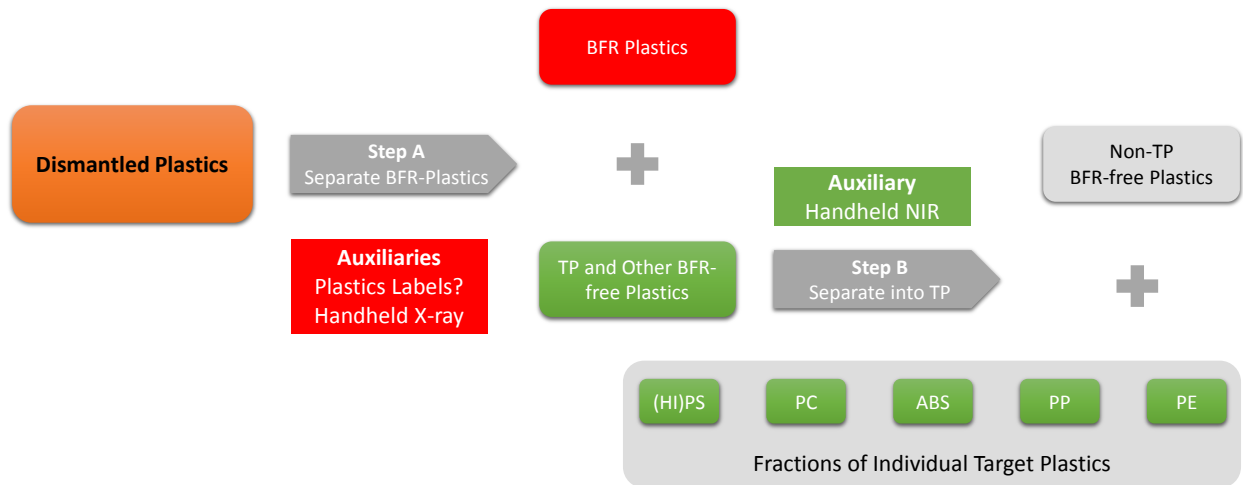 BFR Plastics
Dismantled Plastics
Step A
Separate BFR-Plastics
Non-TP
BFR-free Plastics
Auxiliary
Handheld NIR
Auxiliaries
Plastics Labels?
Handheld X-ray
TP and Other BFR-
free Plastics
Step B
Separate into TP
(HI)PS
PC
ABS
PP
PE
Fractions of Individual Target Plastics